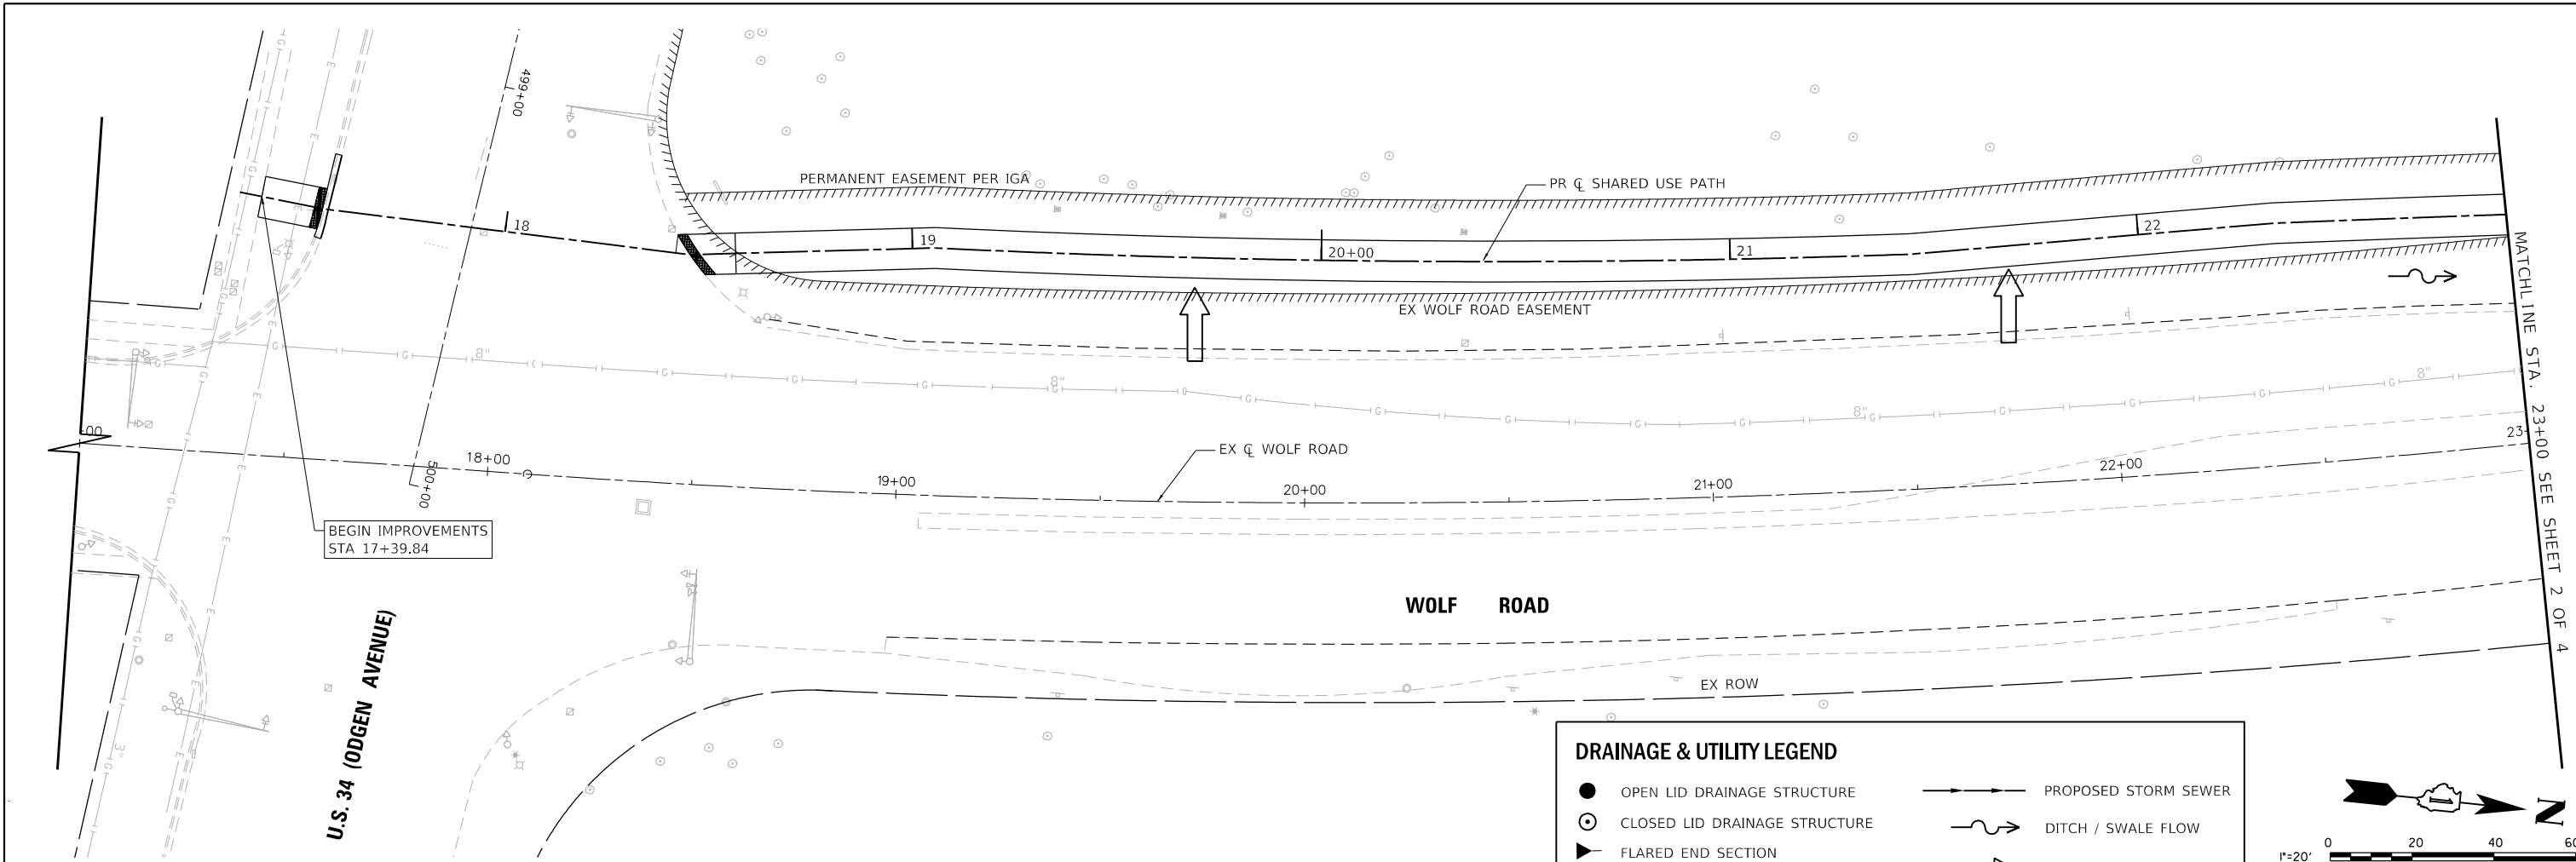 499+00
PERMANENT EASEMENT PER IGA
PR ℄ SHARED USE PATH
18
19
20+00
21
22
EX WOLF ROAD EASEMENT
MATCHLINE STA. 23+00 SEE SHEET 2 OF 4
8"
8"
8"
8"
00
18+00
500+00
19+00
20+00
21+00
22+00
23
EX ℄ WOLF ROAD
BEGIN IMPROVEMENTS
STA 17+39.84
WOLF ROAD
U.S. 34 (ODGEN AVENUE)
3"
EX ROW
DRAINAGE & UTILITY LEGEND
OPEN LID DRAINAGE STRUCTURE
PROPOSED STORM SEWER
CLOSED LID DRAINAGE STRUCTURE
DITCH / SWALE FLOW
FLARED END SECTION
N
0 20 40 60
1"=20'